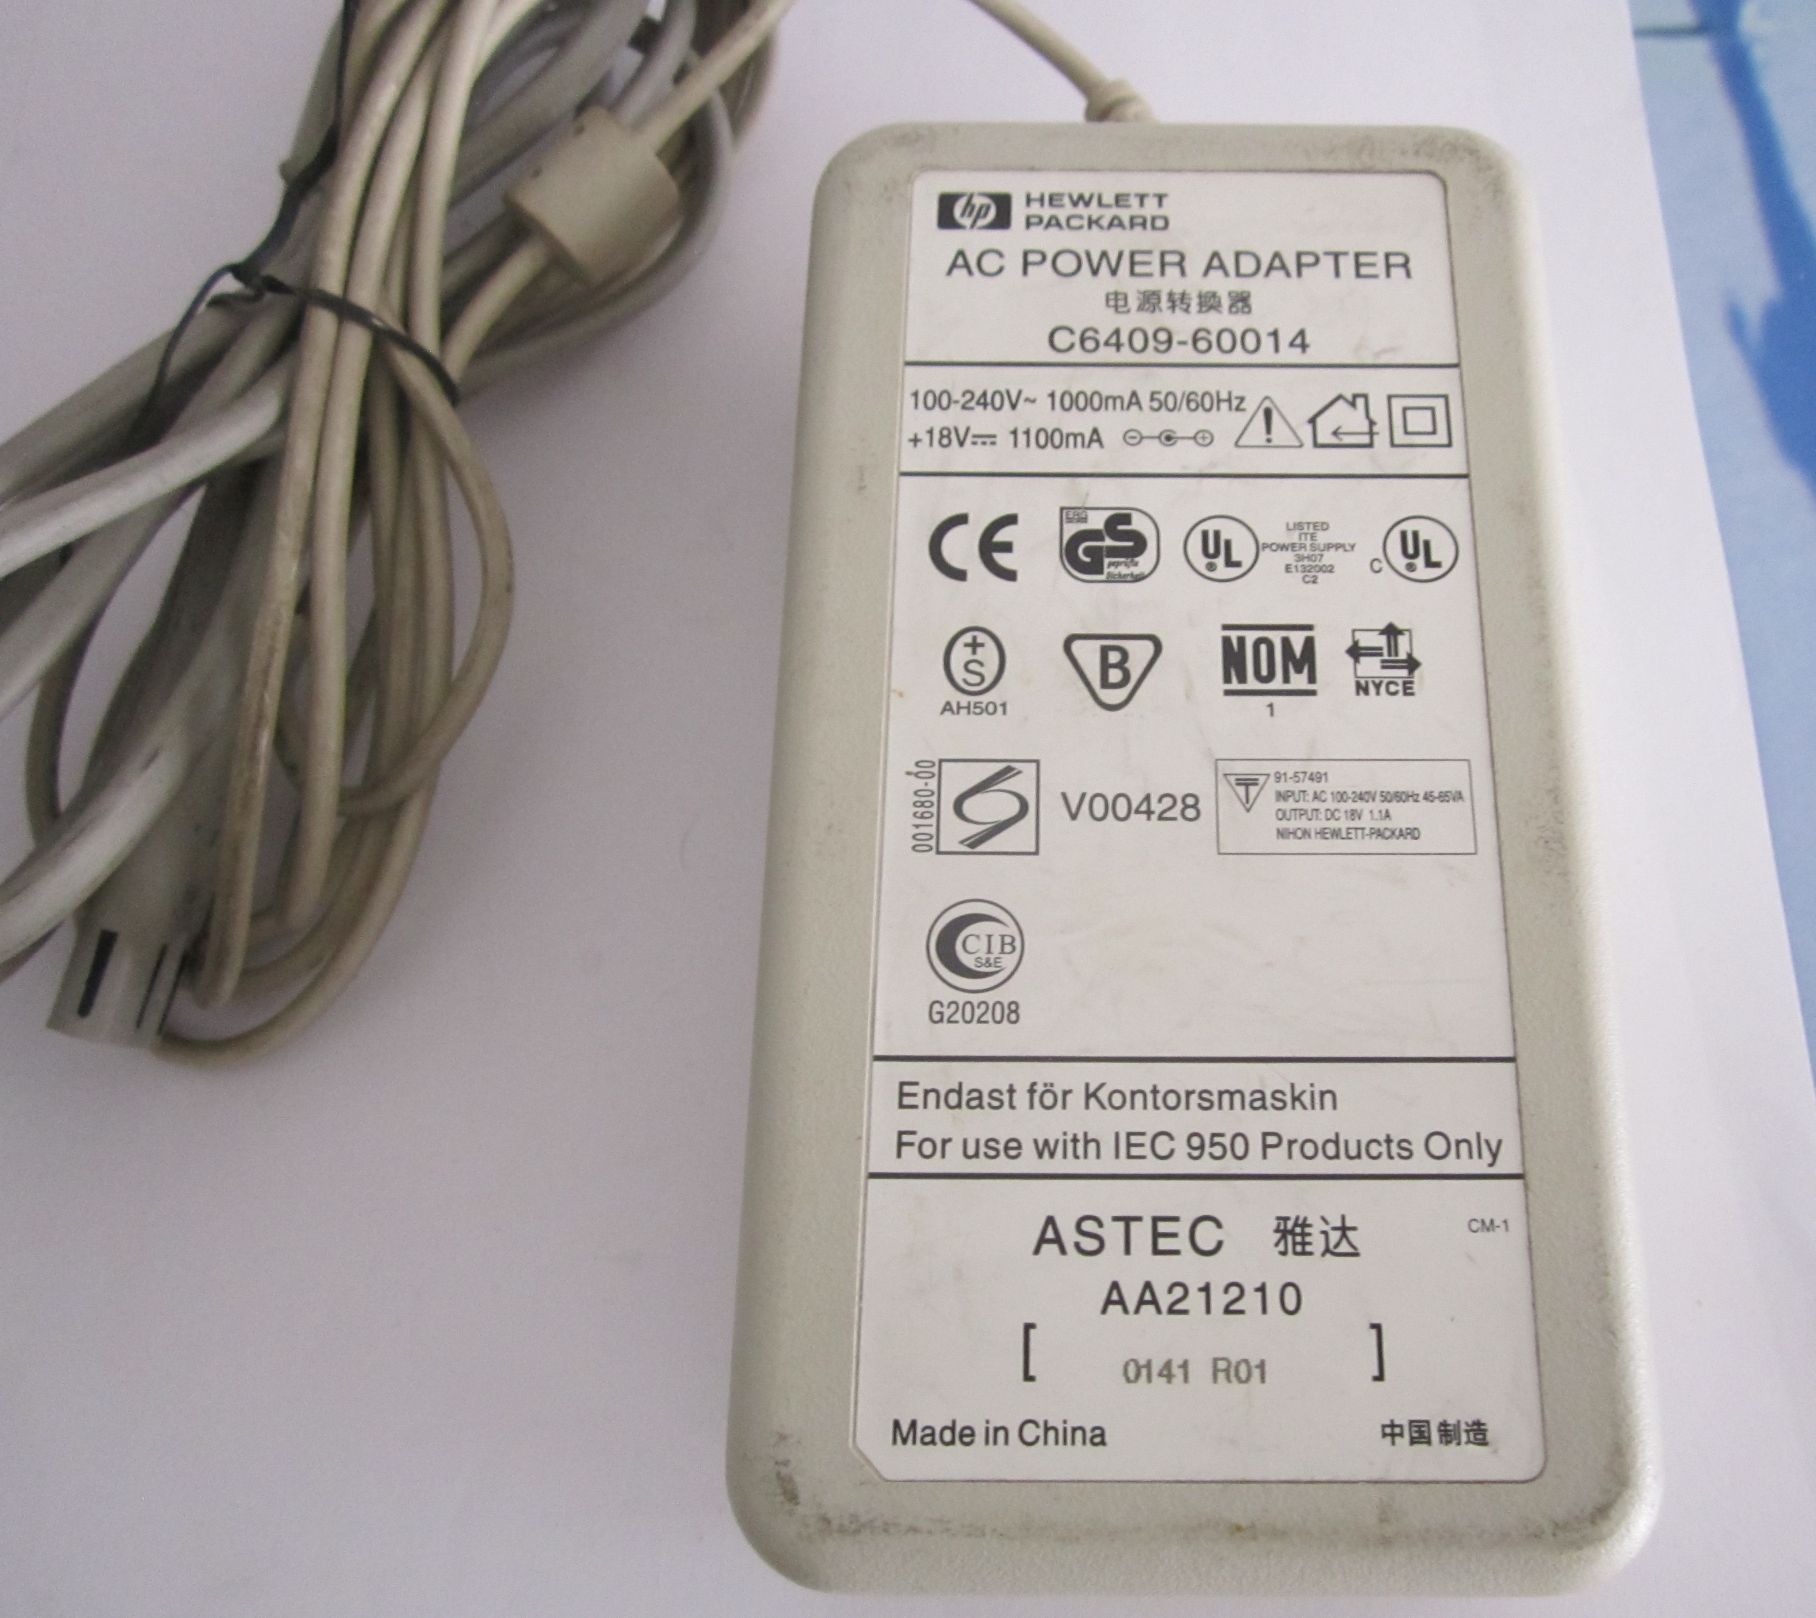 hp HEWLETT
PACKARD
AC POWER ADAPTER
电源转换器
C6409-60014
100-240V~ 1000mA 50/60Hz
+18V⎓ 1100mA
CE
GS
geprüfte
Sicherheit
UL
LISTED
ITE
POWER SUPPLY
3H07
E132002
C2
C UL
+
S
AH501
B
NOM
1
NYCE
001680-00
V00428
T
91-57491
INPUT: AC 100-240V 50/60Hz 45-65VA
OUTPUT: DC 18V 1.1A
NIHON HEWLETT-PACKARD
CCIB
S&E
G20208
Endast för Kontorsmaskin
For use with IEC 950 Products Only
ASTEC 雅达
CM-1
AA21210
[ 0141 R01 ]
Made in China 中国制造